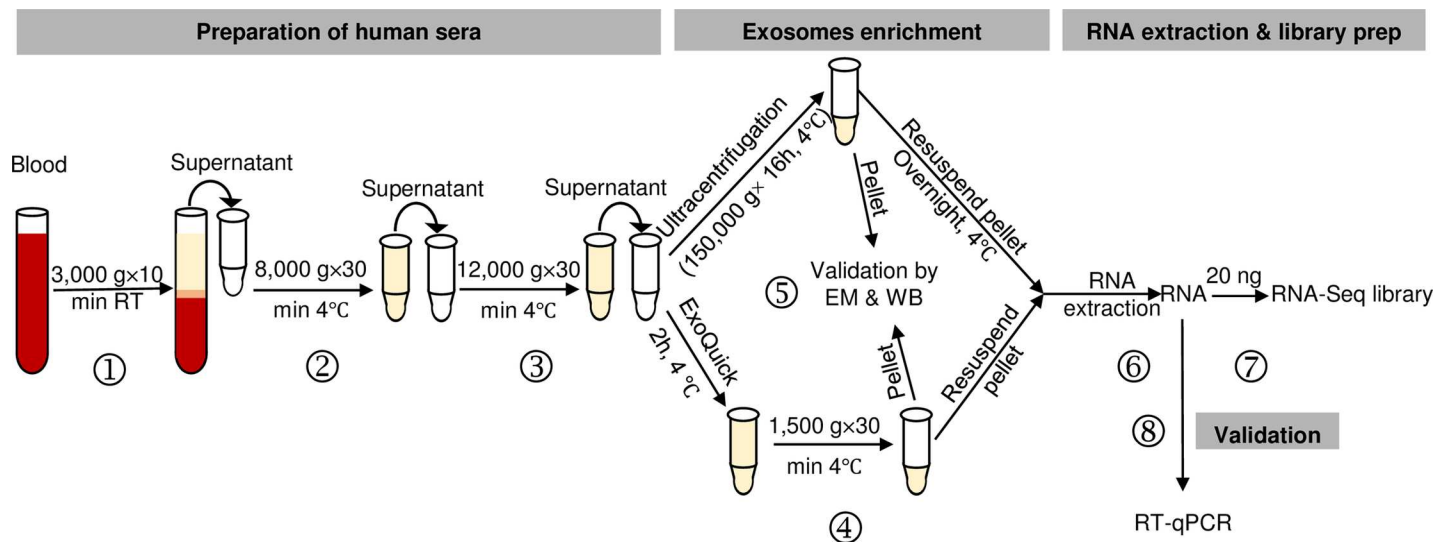 Preparation of human sera
Exosomes enrichment
RNA extraction & library prep
Blood
Supernatant
3,000 g×10
min RT
①
8,000 g×30
min 4℃
②
Supernatant
12,000 g×30
min 4℃
③
Supernatant
Ultracentrifugation
(150,000 g× 16h, 4℃)
ExoQuick
2h, 4 ℃
1,500 g×30
min 4℃
④
Pellet
⑤
Validation by
EM & WB
Pellet
Resuspend pellet
Overnight, 4℃
Resuspend
pellet
RNA
extraction
⑥
RNA
20 ng
RNA-Seq library
⑦
⑧
Validation
RT-qPCR